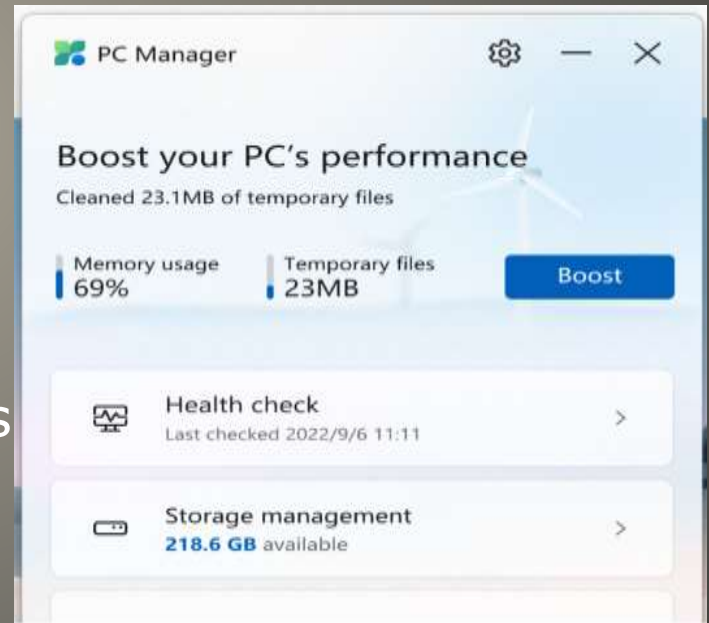 PC Manager
Boost your PC's performance
Cleaned 23.1MB of temporary files
Memory usage
69%
Temporary files
23MB
Boost
s
Health check
Last checked 2022/9/6 11:11
Storage management
218.6 GB available